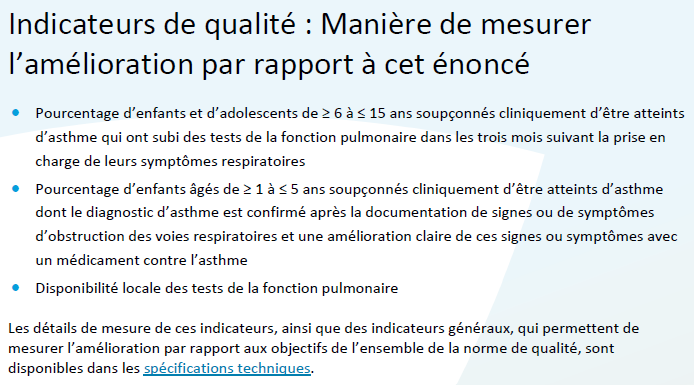 Indicateurs de qualité : Manière de mesurer
l’amélioration par rapport à cet énoncé
• Pourcentage d’enfants et d’adolescents de ≥ 6 à ≤ 15 ans soupçonnés cliniquement d’être atteints
d’asthme qui ont subi des tests de la fonction pulmonaire dans les trois mois suivant la prise en
charge de leurs symptômes respiratoires
• Pourcentage d’enfants âgés de ≥ 1 à ≤ 5 ans soupçonnés cliniquement d’être atteints d’asthme
dont le diagnostic d’asthme est confirmé après la documentation de signes ou de symptômes
d’obstruction des voies respiratoires et une amélioration claire de ces signes ou symptômes avec
un médicament contre l’asthme
• Disponibilité locale des tests de la fonction pulmonaire
Les détails de mesure de ces indicateurs, ainsi que des indicateurs généraux, qui permettent de
mesurer l’amélioration par rapport aux objectifs de l’ensemble de la norme de qualité, sont
disponibles dans les spécifications techniques.